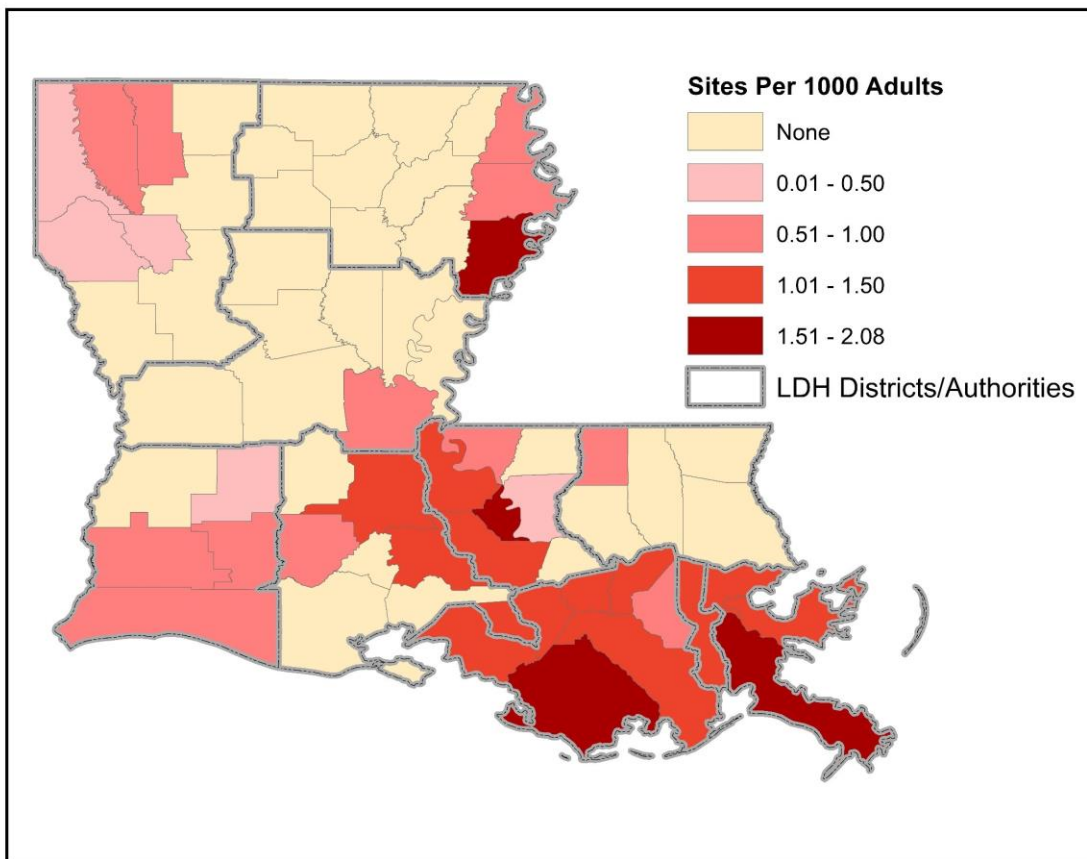 Sites Per 1000 Adults
None
0.01 - 0.50
0.51 - 1.00
1.01 - 1.50
1.51 - 2.08
LDH Districts/Authorities